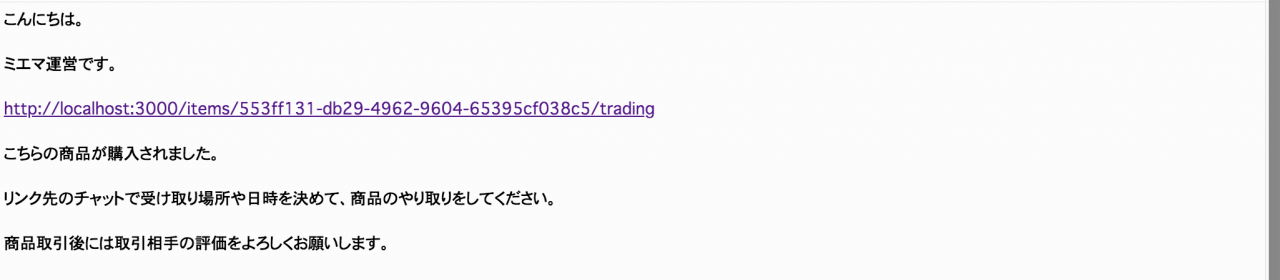 こんにちは。
ミエマ運営です。
http://localhost:3000/items/553ff131-db29-4962-9604-65395cf038c5/trading
こちらの商品が購入されました。
リンク先のチャットで受け取り場所や日時を決めて、商品のやり取りをしてください。
商品取引後には取引相手の評価をよろしくお願いします。